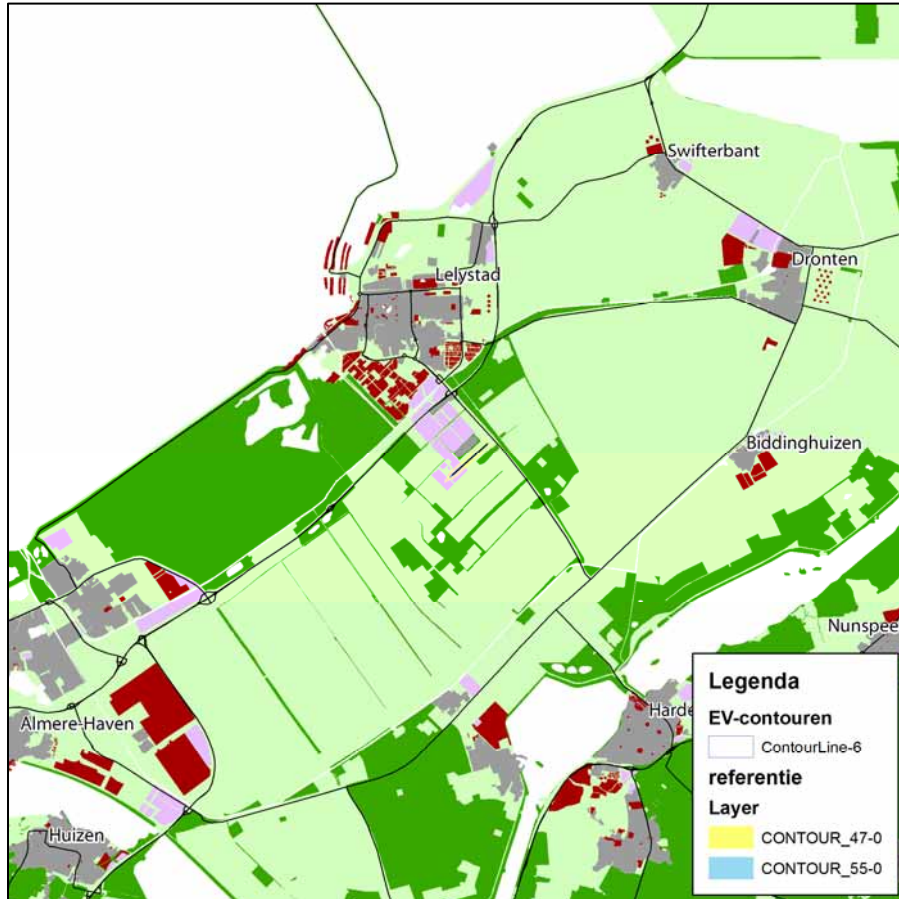 Swifterbant
Dronten
Lelystad
Biddinghuizen
Nunspee
Harde
Almere-Haven
Huizen
Legenda
EV-contouren
ContourLine-6
referentie
Layer
CONTOUR_47-0
CONTOUR_55-0